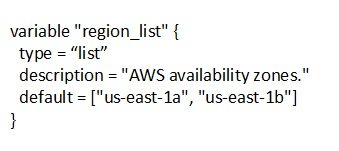 variable "region_list" {
type = “list”
description = "AWS availability zones."
default = ["us-east-1a", "us-east-1b"]
}